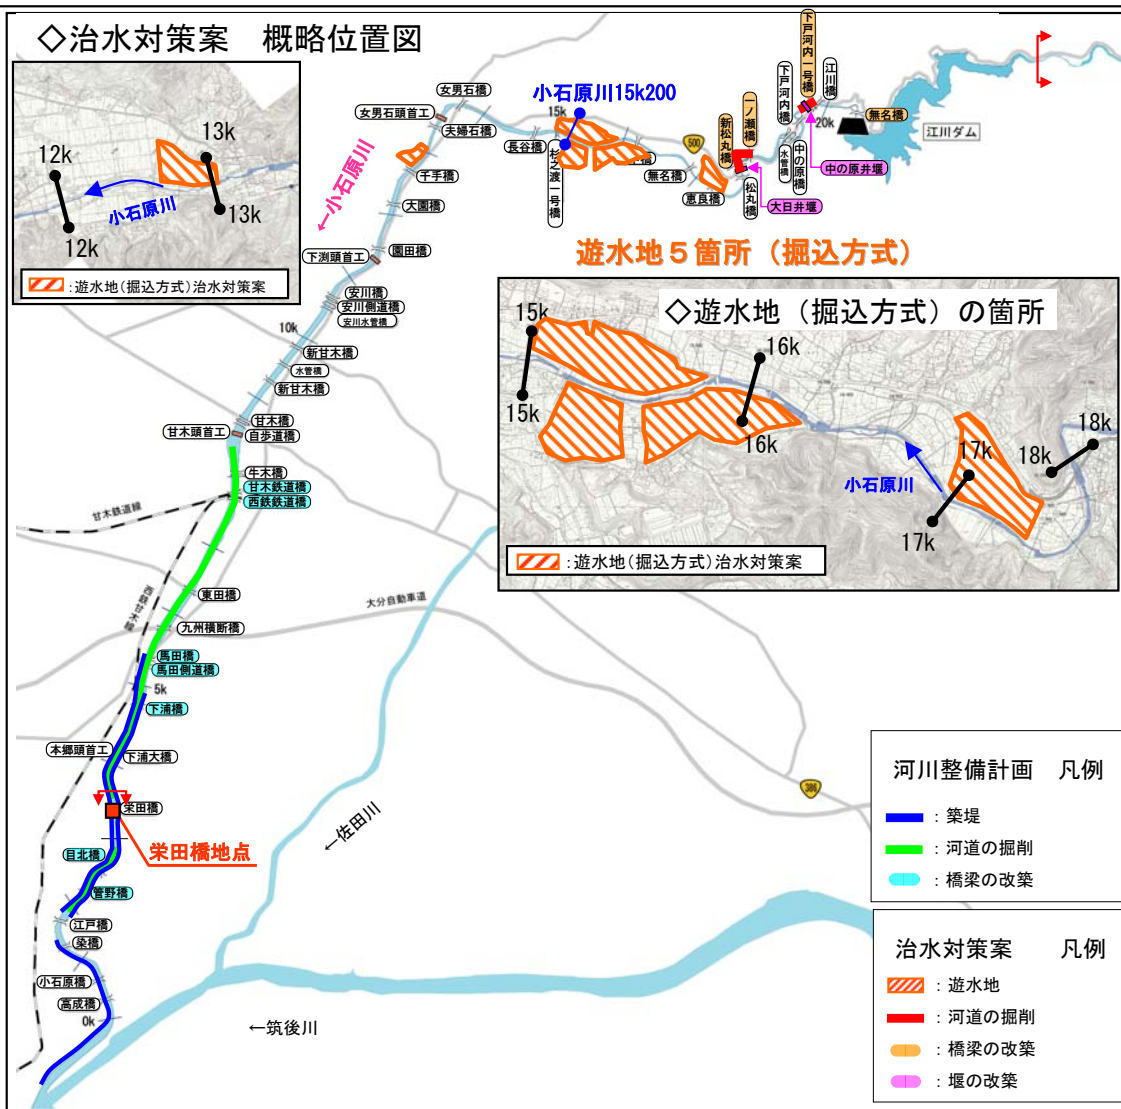 ◇治水対策案　概略位置図
12k
13k
小石原川
12k
13k
：遊水地(掘込方式)治水対策案
女男石橋
女男石頭首工
夫婦石橋
小石原川15k200
15k
長谷橋
杉之渡一号橋
無名橋
500
恵良橋
新松丸橋
一ノ瀬橋
松丸橋
大日井堰
下戸河内橋
下戸河内一号橋
江川橋
20k
水管橋
中の原橋
中の原井堰
無名橋
江川ダム
←小石原川
千手橋
大園橋
園田橋
下渕頭首工
安川橋
安川側道橋
安川水管橋
10k
新甘木橋
水管橋
新甘木橋
甘木橋
甘木頭首工
自歩道橋
牛木橋
甘木鉄道橋
西鉄鉄道橋
甘木鉄道線
西鉄甘木線
東田橋
大分自動車道
九州横断橋
馬田橋
馬田側道橋
5k
下浦橋
本郷頭首工
下浦大橋
栄田橋
栄田橋地点
目北橋
管野橋
江戸橋
染橋
小石原川橋
高成橋
0k
←佐田川
←筑後川
386
遊水地５箇所（掘込方式）
◇遊水地（掘込方式）の箇所
15k
15k
16k
16k
17k
17k
18k
18k
小石原川
：遊水地(掘込方式)治水対策案
河川整備計画　凡例
：築堤
：河道の掘削
：橋梁の改築
治水対策案　凡例
：遊水地
：河道の掘削
：橋梁の改築
：堰の改築